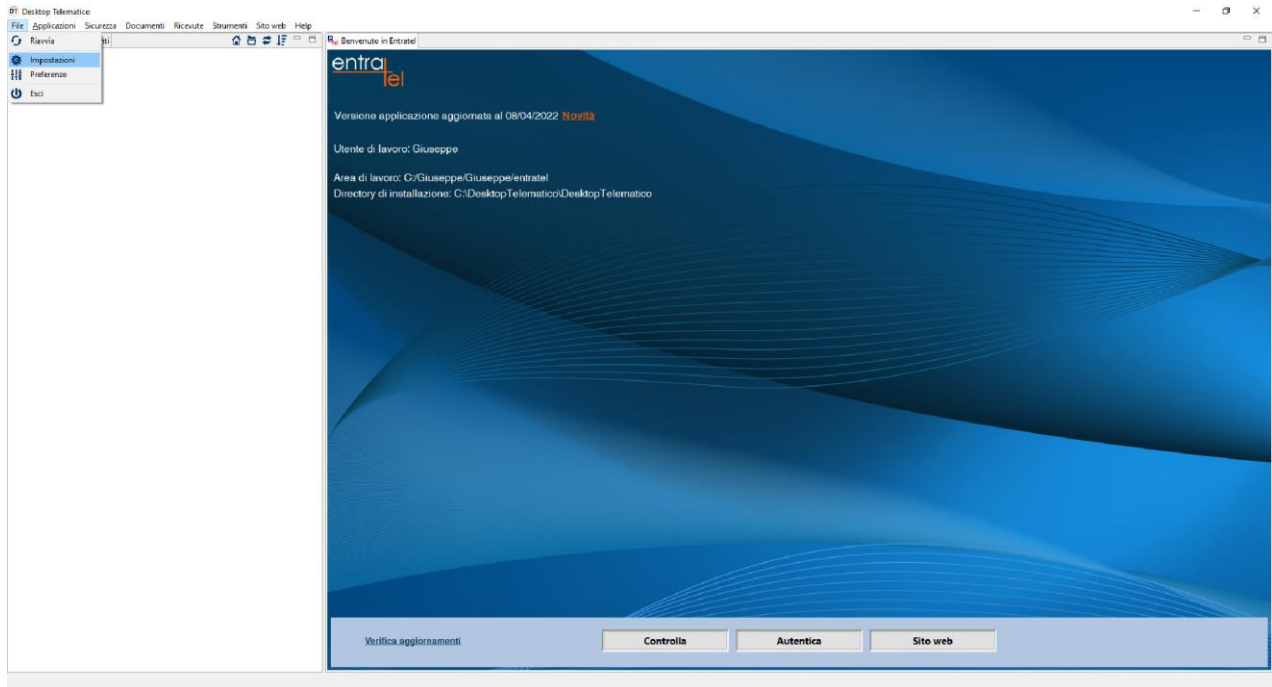 DT Desktop Telematico
File Applicazioni Sicurezza Documenti Ricevute Strumenti Sito web Help
Riavvia
Impostazioni
Preferenze
Esci
iti
Benvenuto in Entratel
entra
tel
Versione applicazione aggiornata al 08/04/2022 Novità
Utente di lavoro: Giuseppe
Area di lavoro: C:/Giuseppe/Giuseppe/entratel
Directory di installazione: C:\DesktopTelematico\DesktopTelematico
Verifica aggiornamenti
Controlla
Autentica
Sito web